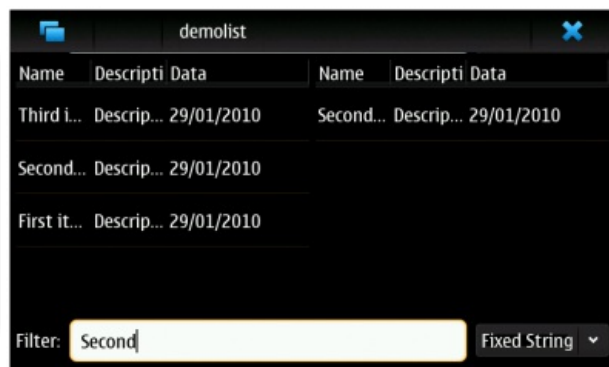 demolist
Name Descripti Data Name Descripti Data
Third i... Descrip... 29/01/2010 Second... Descrip... 29/01/2010
Second... Descrip... 29/01/2010
First it... Descrip... 29/01/2010
Filter: Second Fixed String